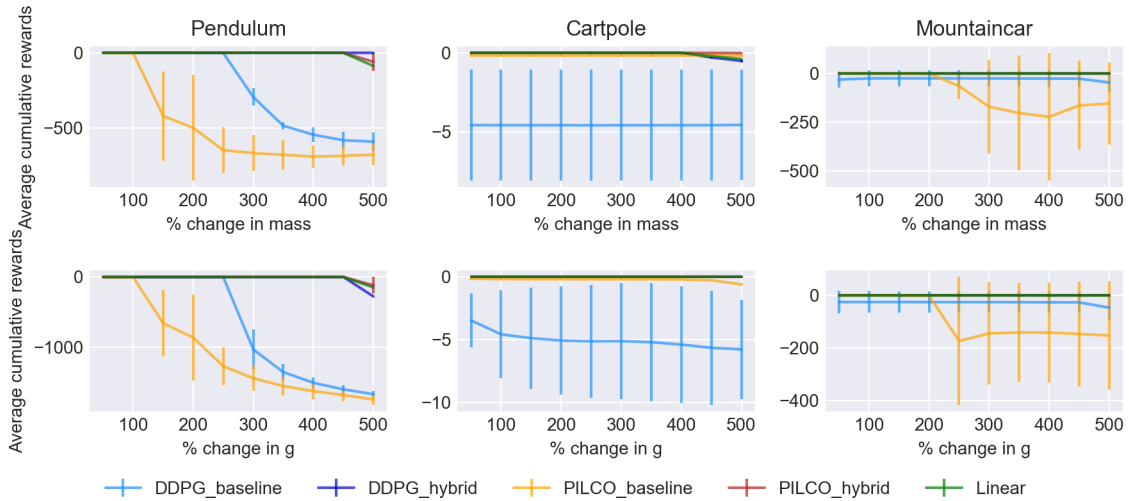 Pendulum
Cartpole
Mountaincar
Average cumulative rewards
0
−500
100 200 300 400 500
% change in mass
0
−5
100 200 300 400 500
% change in mass
0
−250
−500
100 200 300 400 500
% change in mass
Average cumulative rewards
0
−1000
100 200 300 400 500
% change in g
0
−5
−10
100 200 300 400 500
% change in g
0
−200
−400
100 200 300 400 500
% change in g
DDPG_baseline DDPG_hybrid PILCO_baseline PILCO_hybrid Linear